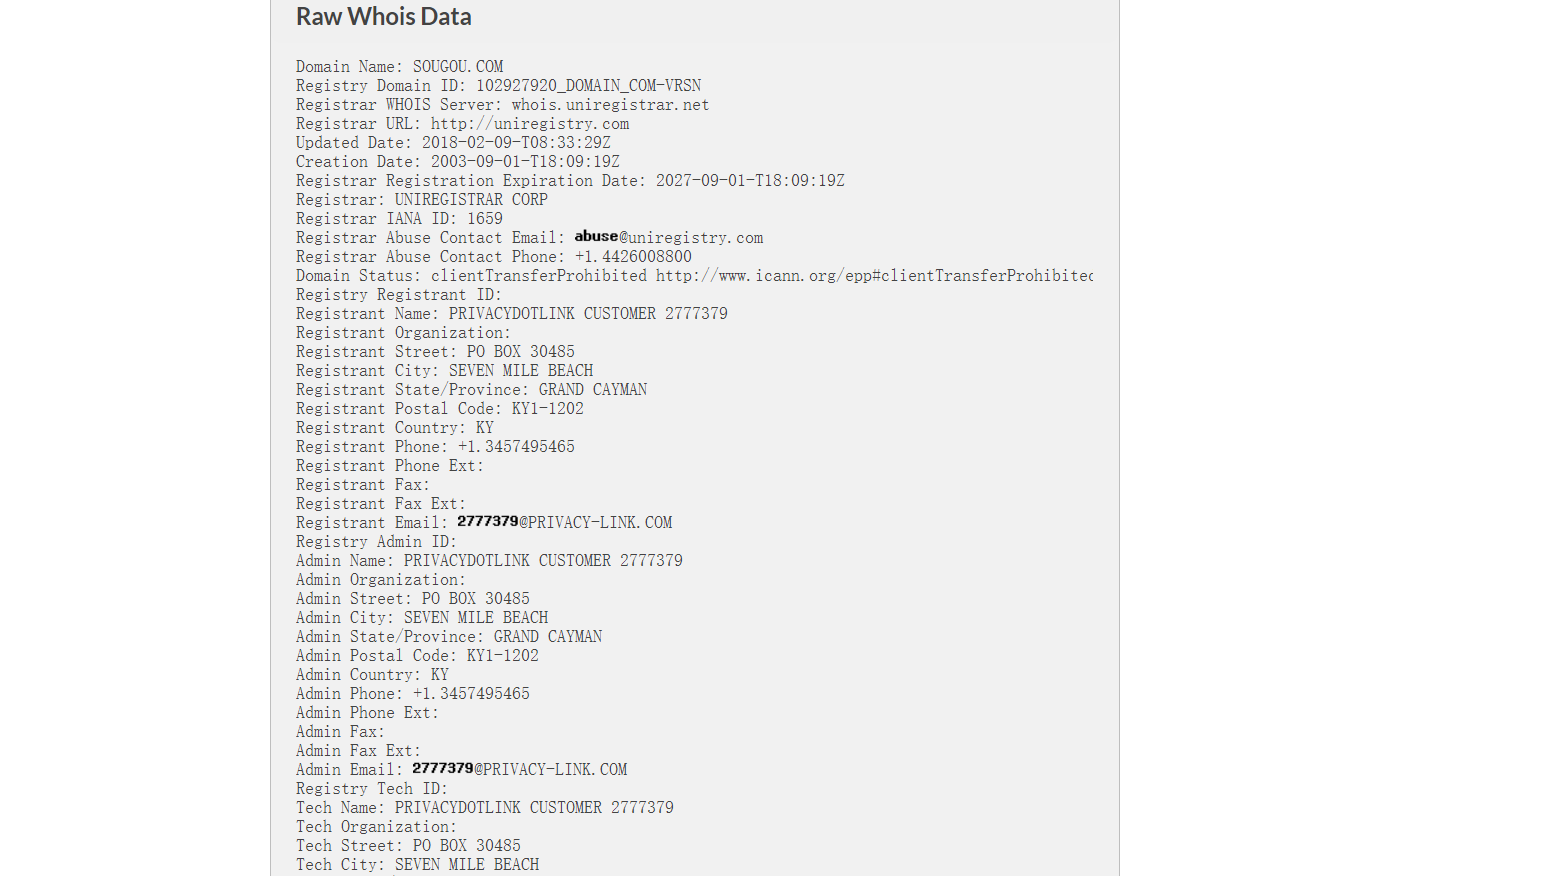 Raw Whois Data
Domain Name: SOUGOU.COM
Registry Domain ID: 102927920_DOMAIN_COM-VRSN
Registrar WHOIS Server: whois.uniregistrar.net
Registrar URL: http://uniregistry.com
Updated Date: 2018-02-09-T08:33:29Z
Creation Date: 2003-09-01-T18:09:19Z
Registrar Registration Expiration Date: 2027-09-01-T18:09:19Z
Registrar: UNIREGISTRAR CORP
Registrar IANA ID: 1659
Registrar Abuse Contact Email: abuse@uniregistry.com
Registrar Abuse Contact Phone: +1.4426008800
Domain Status: clientTransferProhibited http://www.icann.org/epp#clientTransferProhibited
Registry Registrant ID:
Registrant Name: PRIVACYDOTLINK CUSTOMER 2777379
Registrant Organization:
Registrant Street: PO BOX 30485
Registrant City: SEVEN MILE BEACH
Registrant State/Province: GRAND CAYMAN
Registrant Postal Code: KY1-1202
Registrant Country: KY
Registrant Phone: +1.3457495465
Registrant Phone Ext:
Registrant Fax:
Registrant Fax Ext:
Registrant Email: 2777379@PRIVACY-LINK.COM
Registry Admin ID:
Admin Name: PRIVACYDOTLINK CUSTOMER 2777379
Admin Organization:
Admin Street: PO BOX 30485
Admin City: SEVEN MILE BEACH
Admin State/Province: GRAND CAYMAN
Admin Postal Code: KY1-1202
Admin Country: KY
Admin Phone: +1.3457495465
Admin Phone Ext:
Admin Fax:
Admin Fax Ext:
Admin Email: 2777379@PRIVACY-LINK.COM
Registry Tech ID:
Tech Name: PRIVACYDOTLINK CUSTOMER 2777379
Tech Organization:
Tech Street: PO BOX 30485
Tech City: SEVEN MILE BEACH